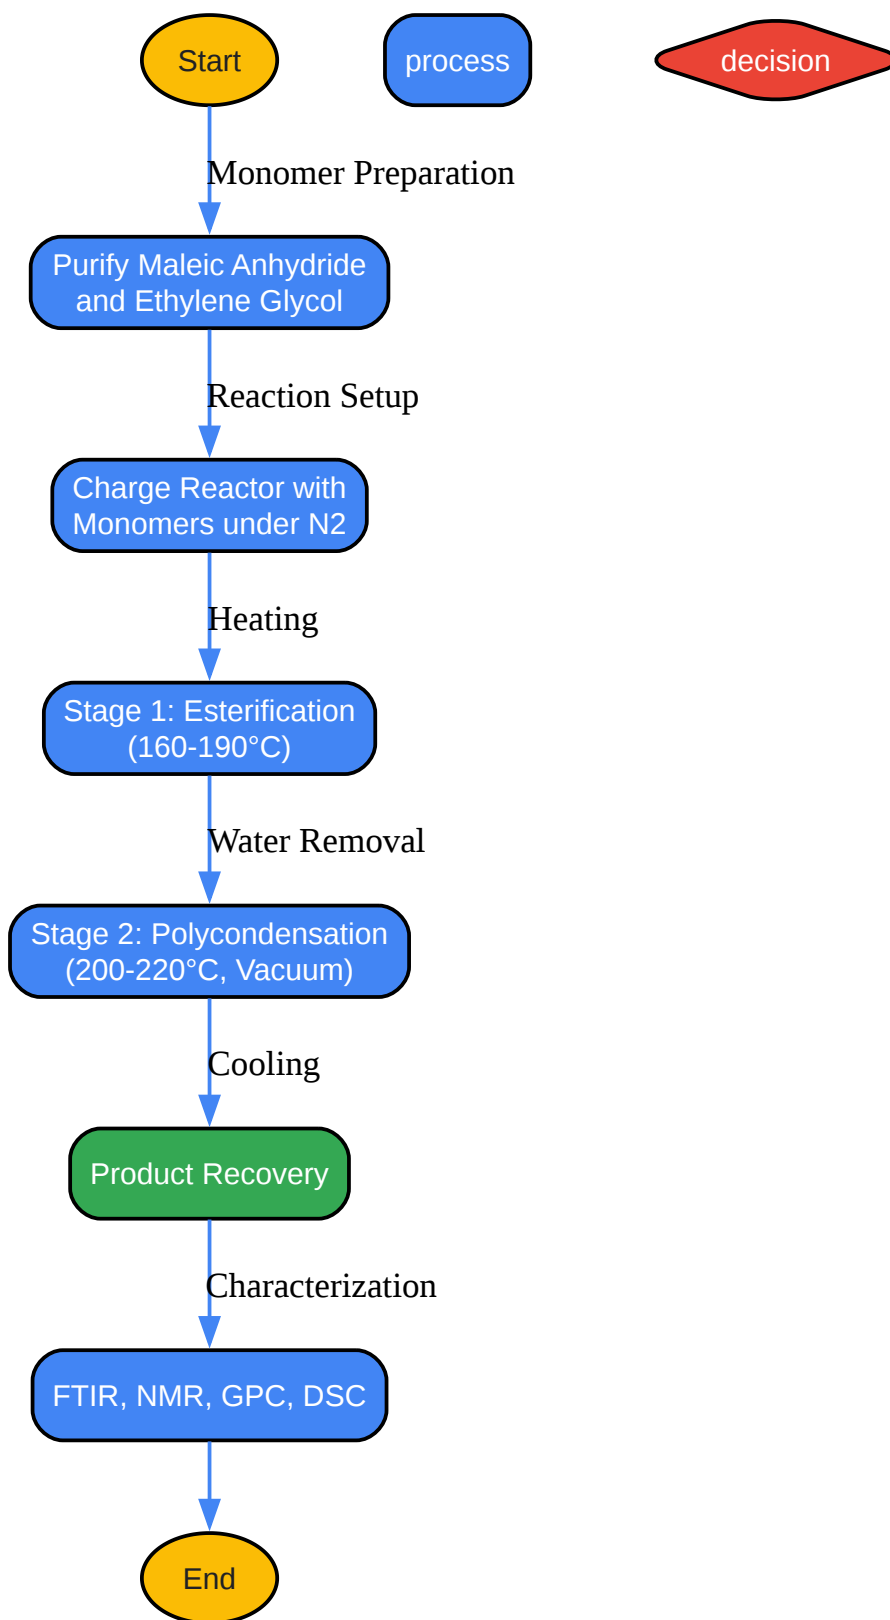 Start
process
decision
Monomer Preparation
Purify Maleic Anhydride
and Ethylene Glycol
Reaction Setup
Charge Reactor with
Monomers under N2
Heating
Stage 1: Esterification
(160-190°C)
Water Removal
Stage 2: Polycondensation
(200-220°C, Vacuum)
Cooling
Product Recovery
Characterization
FTIR, NMR, GPC, DSC
End